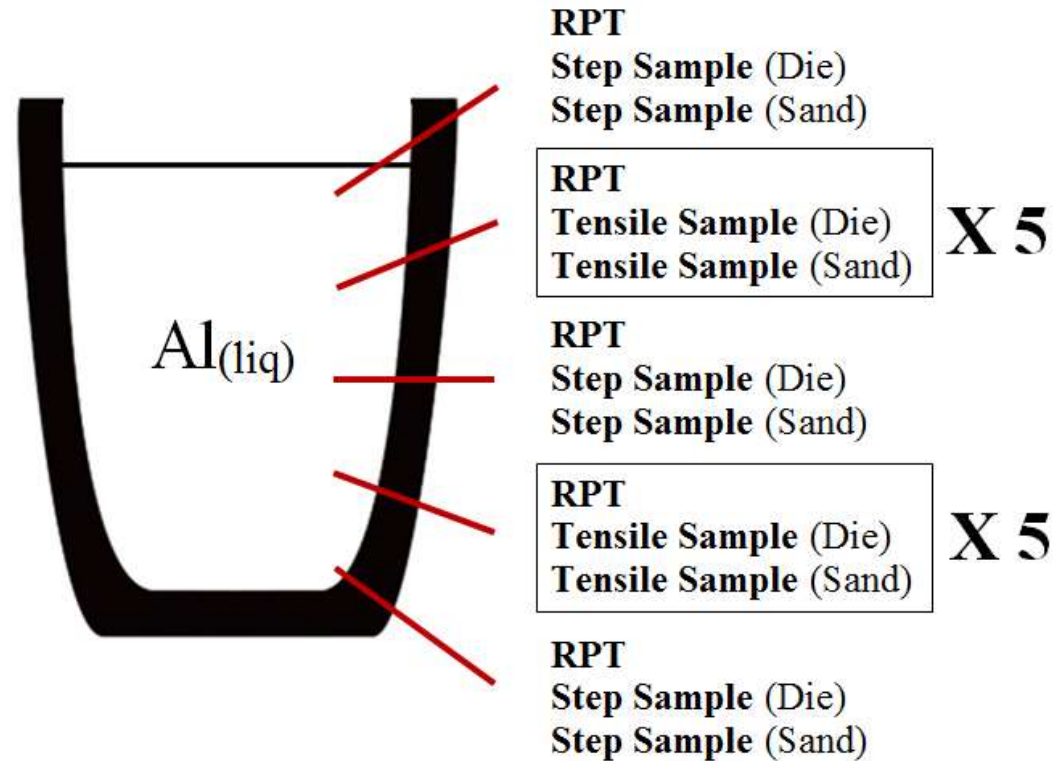 RPT
Step Sample (Die)
Step Sample (Sand)
RPT
Tensile Sample (Die)
Tensile Sample (Sand)
X 5
Al(liq)
RPT
Step Sample (Die)
Step Sample (Sand)
RPT
Tensile Sample (Die)
Tensile Sample (Sand)
X 5
RPT
Step Sample (Die)
Step Sample (Sand)